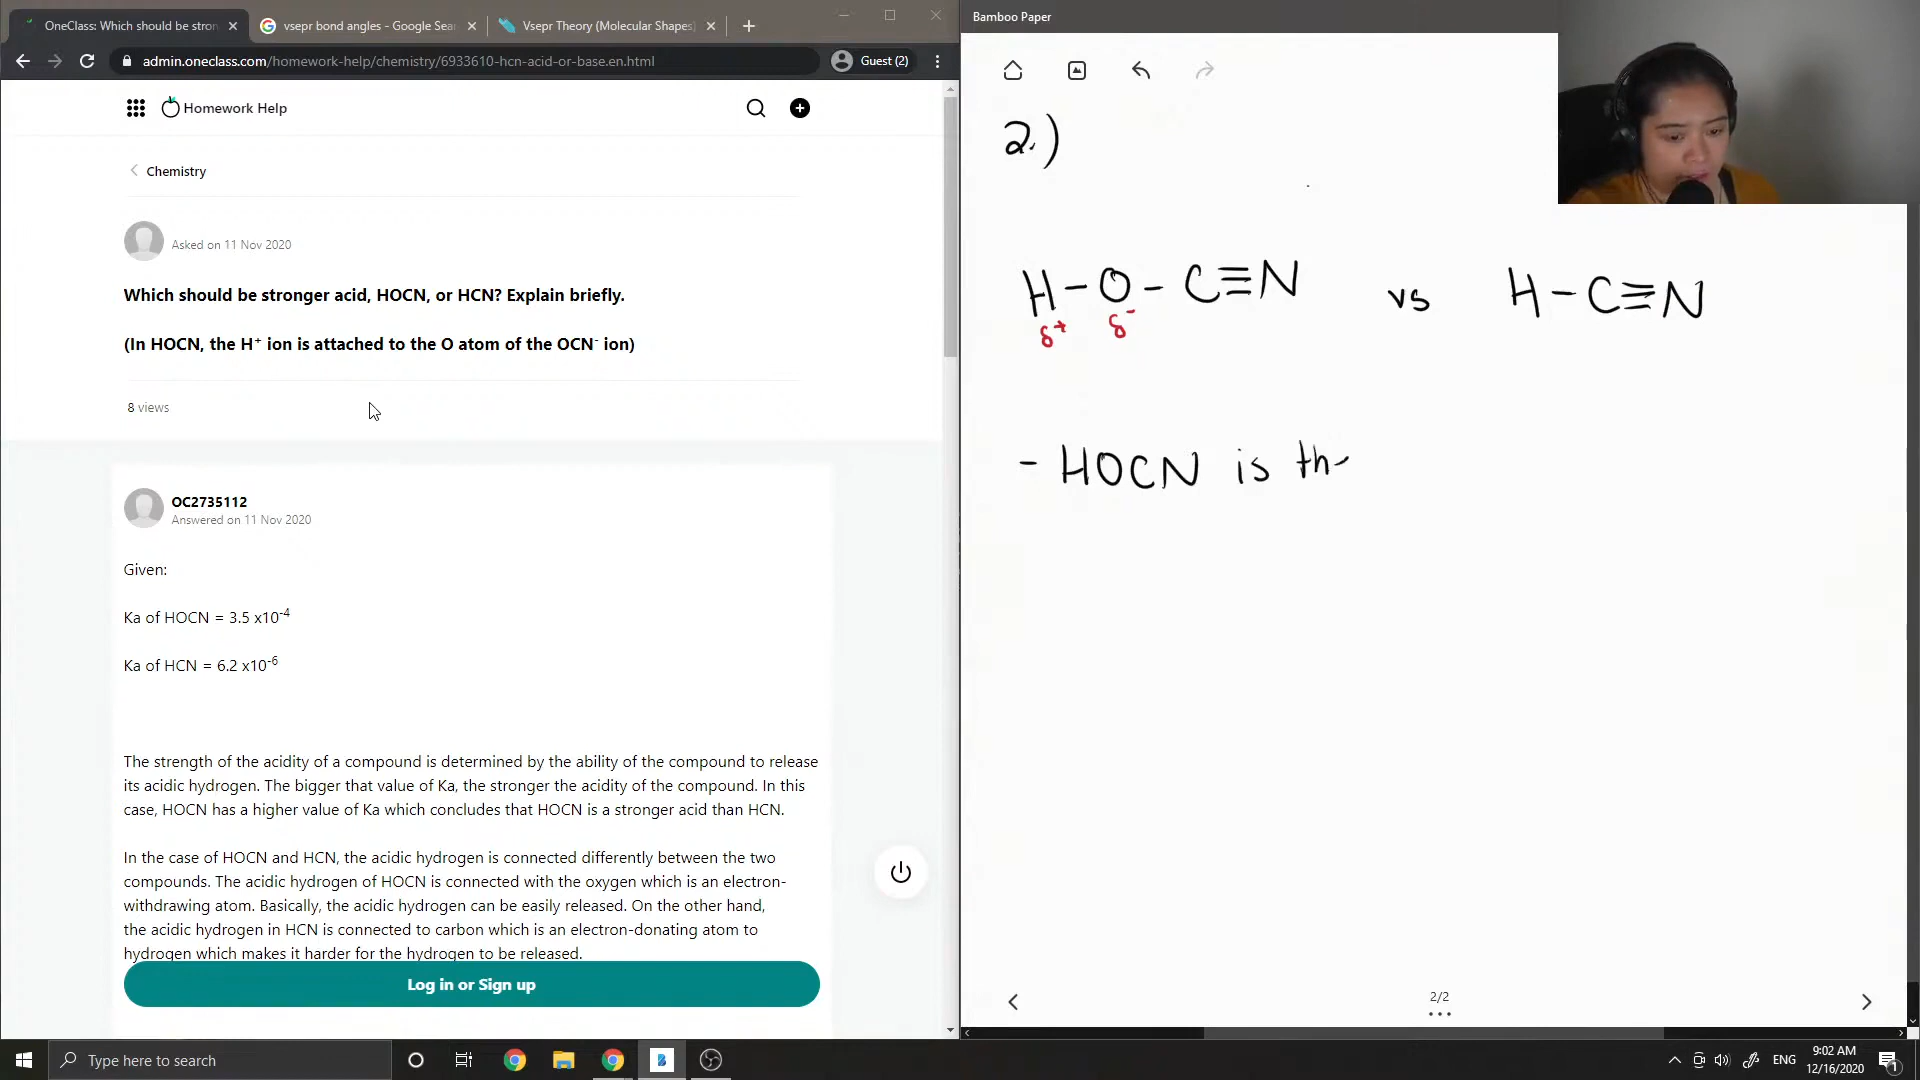 OneClass: Which should be stron
vsepr bond angles - Google Sea
Vsepr Theory (Molecular Shapes)
Bamboo Paper
admin.oneclass.com/homework-help/chemistry/6933610-hcn-acid-or-base.en.html
Guest (2)
Homework Help
Chemistry
Asked on 11 Nov 2020
Which should be stronger acid, HOCN, or HCN? Explain briefly.
(In HOCN, the H⁺ ion is attached to the O atom of the OCN⁻ ion)
8 views
OC2735112
Answered on 11 Nov 2020
Given:
Ka of HOCN = 3.5 x10⁻⁴
Ka of HCN = 6.2 x10⁻⁶
The strength of the acidity of a compound is determined by the ability of the compound to release
its acidic hydrogen. The bigger that value of Ka, the stronger the acidity of the compound. In this
case, HOCN has a higher value of Ka which concludes that HOCN is a stronger acid than HCN.
In the case of HOCN and HCN, the acidic hydrogen is connected differently between the two
compounds. The acidic hydrogen of HOCN is connected with the oxygen which is an electron-
withdrawing atom. Basically, the acidic hydrogen can be easily released. On the other hand,
the acidic hydrogen in HCN is connected to carbon which is an electron-donating atom to
hydrogen which makes it harder for the hydrogen to be released.
Log in or Sign up
2.)
H-O-C≡N vs H-C≡N
δ⁺ δ⁻
- HOCN is th
2/2
Type here to search
ENG
9:02 AM
12/16/2020
1